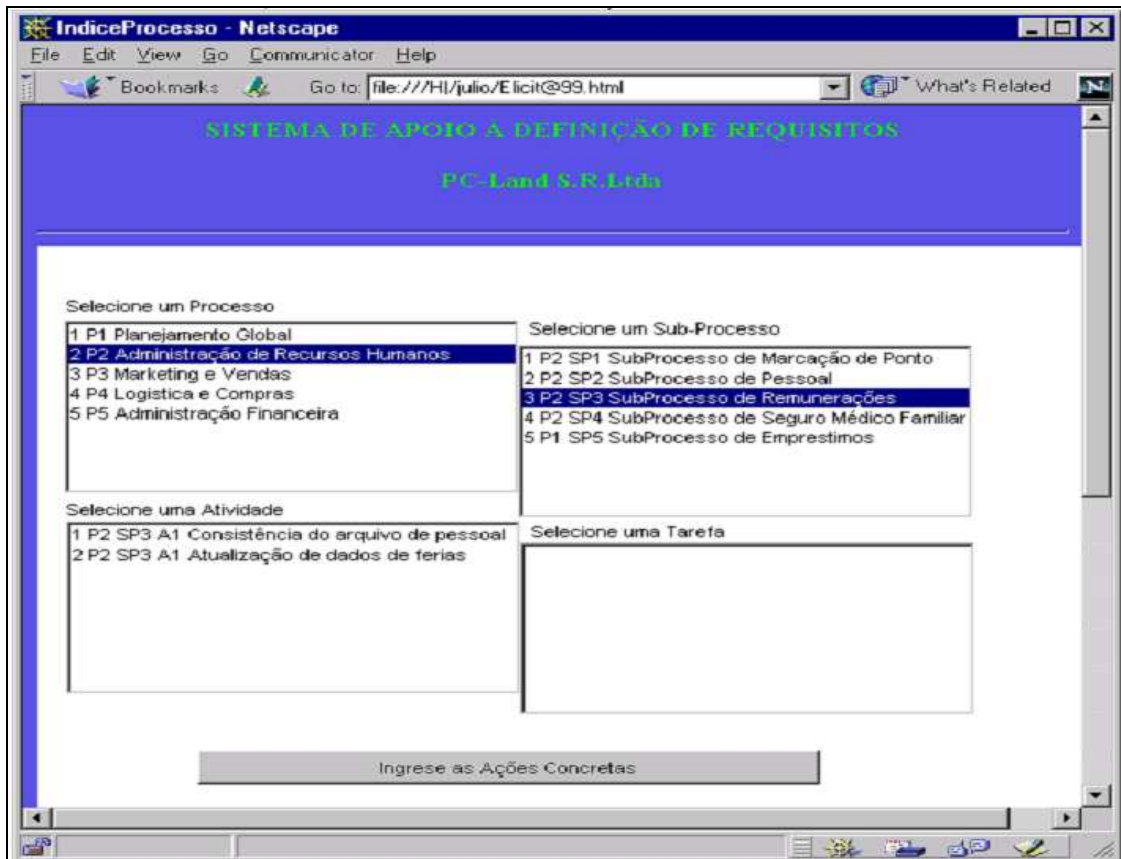 IndiceProcesso - Netscape
File Edit View Go Communicator Help
Bookmarks Go to: file:///H|/julio/Elicit@99.html What's Related N
SISTEMA DE APOIO A DEFINIÇÃO DE REQUISITOS
PC-Land S.R.Ltda
Selecione um Processo
1 P1 Planejamento Global
2 P2 Administração de Recursos Humanos
3 P3 Marketing e Vendas
4 P4 Logistica e Compras
5 P5 Administração Financeira
Selecione um Sub-Processo
1 P2 SP1 SubProcesso de Marcação de Ponto
2 P2 SP2 SubProcesso de Pessoal
3 P2 SP3 SubProcesso de Remunerações
4 P2 SP4 SubProcesso de Seguro Médico Familiar
5 P1 SP5 SubProcesso de Emprestimos
Selecione uma Atividade
1 P2 SP3 A1 Consistência do arquivo de pessoal
2 P2 SP3 A1 Atualização de dados de ferias
Selecione uma Tarefa
Ingrese as Ações Concretas